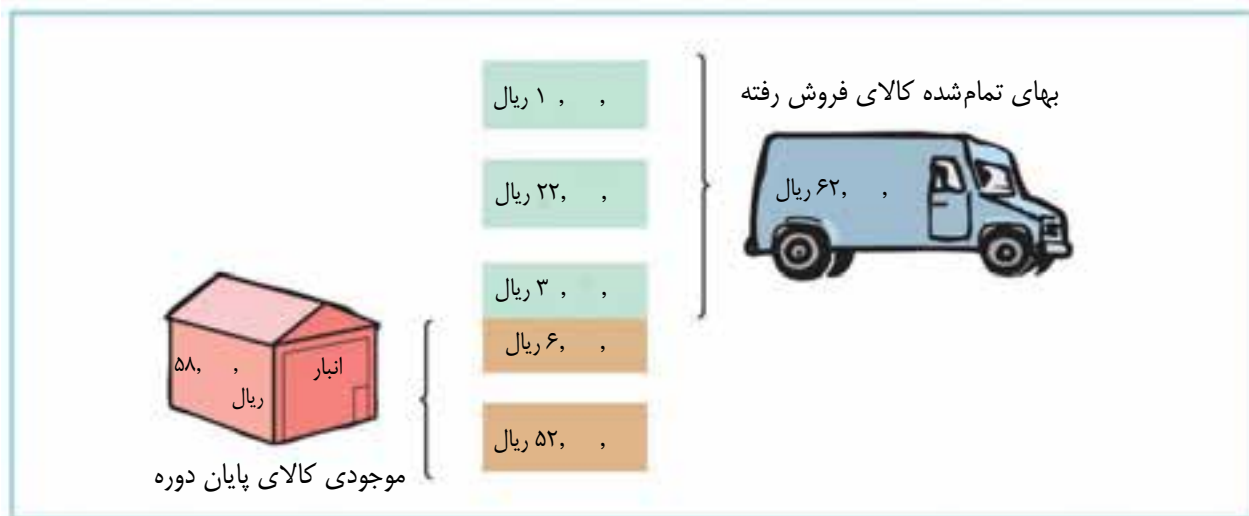 بهای تمام‌شده کالای فروش رفته
۶۲, , ریال
۱ , , ریال
۲۲, , ریال
۳ , , ریال
۶, , ریال
۵۲, , ریال
انبار
۵۸, ,
ریال
موجودی کالای پایان دوره